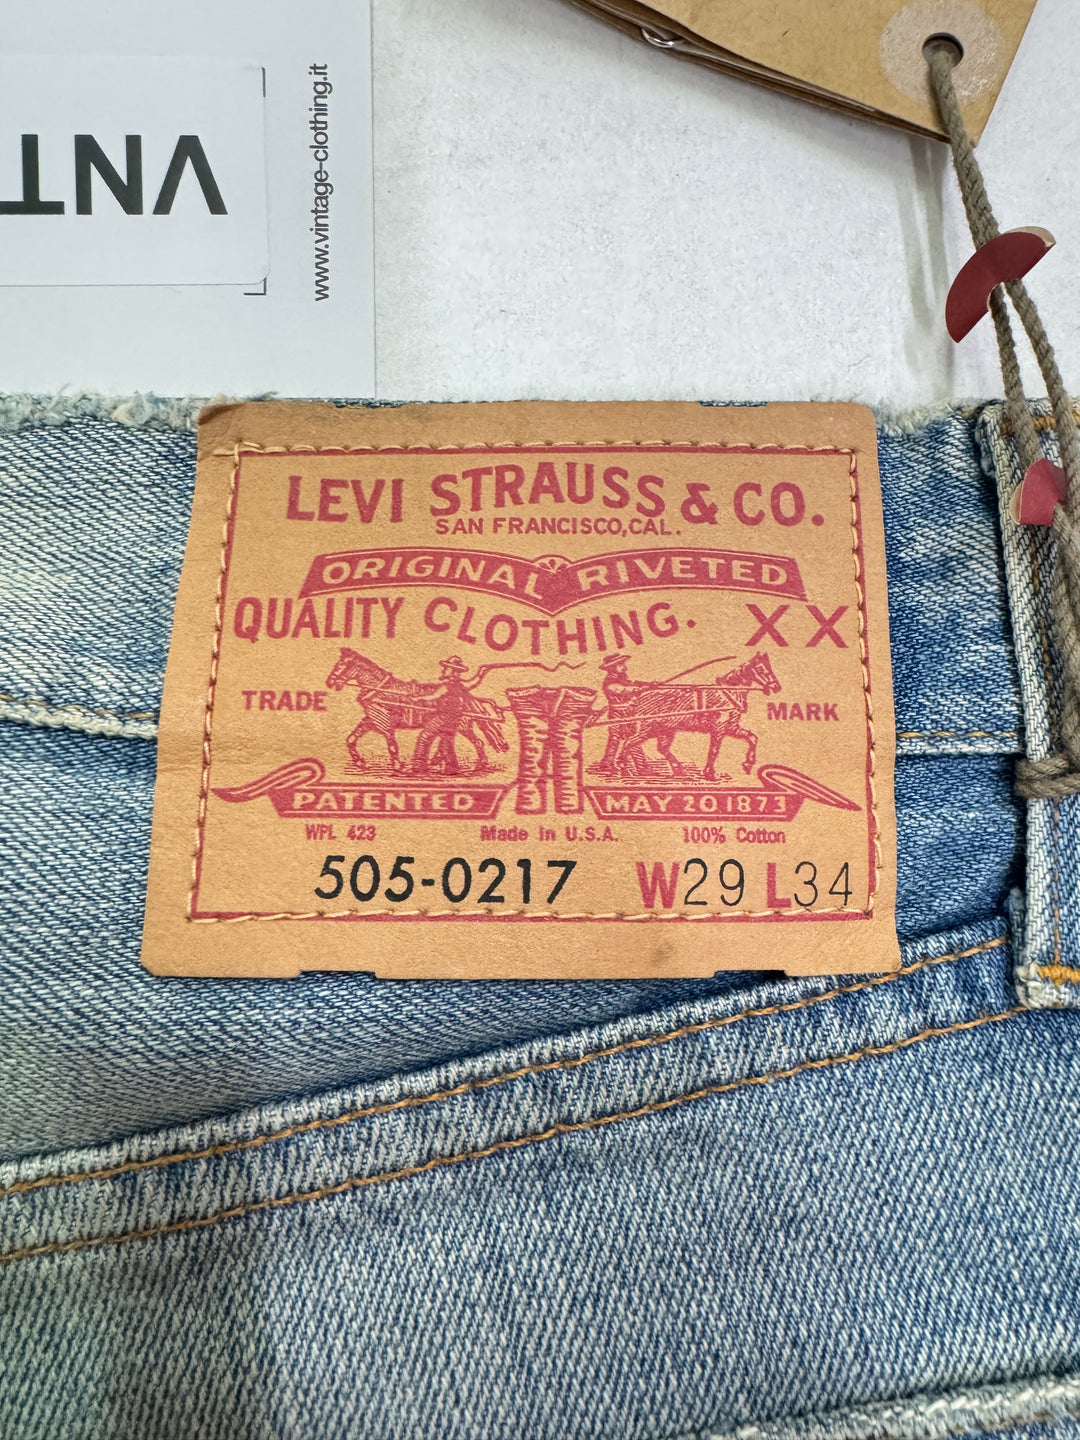 VNT
www.vintage-clothing.it
LEVI STRAUSS & CO.
SAN FRANCISCO, CAL.
ORIGINAL RIVETED
QUALITY CLOTHING. XX
TRADE MARK
PATENTED MAY 20 1873
WPL 423 Made in U.S.A. 100% Cotton
505-0217 W29 L34